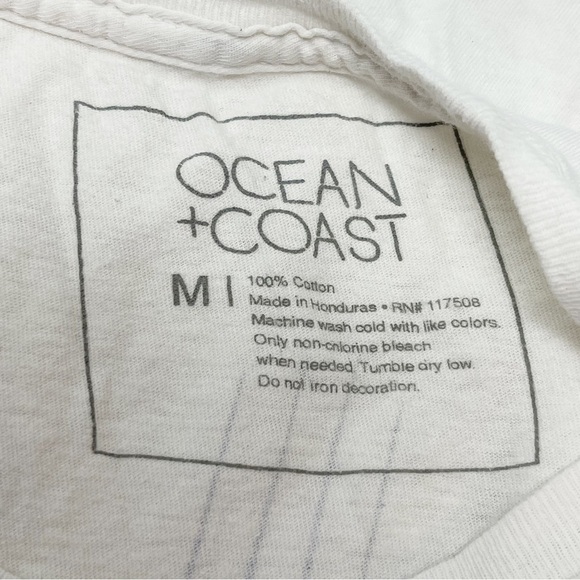 OCEAN
+COAST
M | 100% Cotton
Made in Honduras • RN# 117508
Machine wash cold with like colors.
Only non-chlorine bleach
when needed. Tumble dry low.
Do not iron decoration.